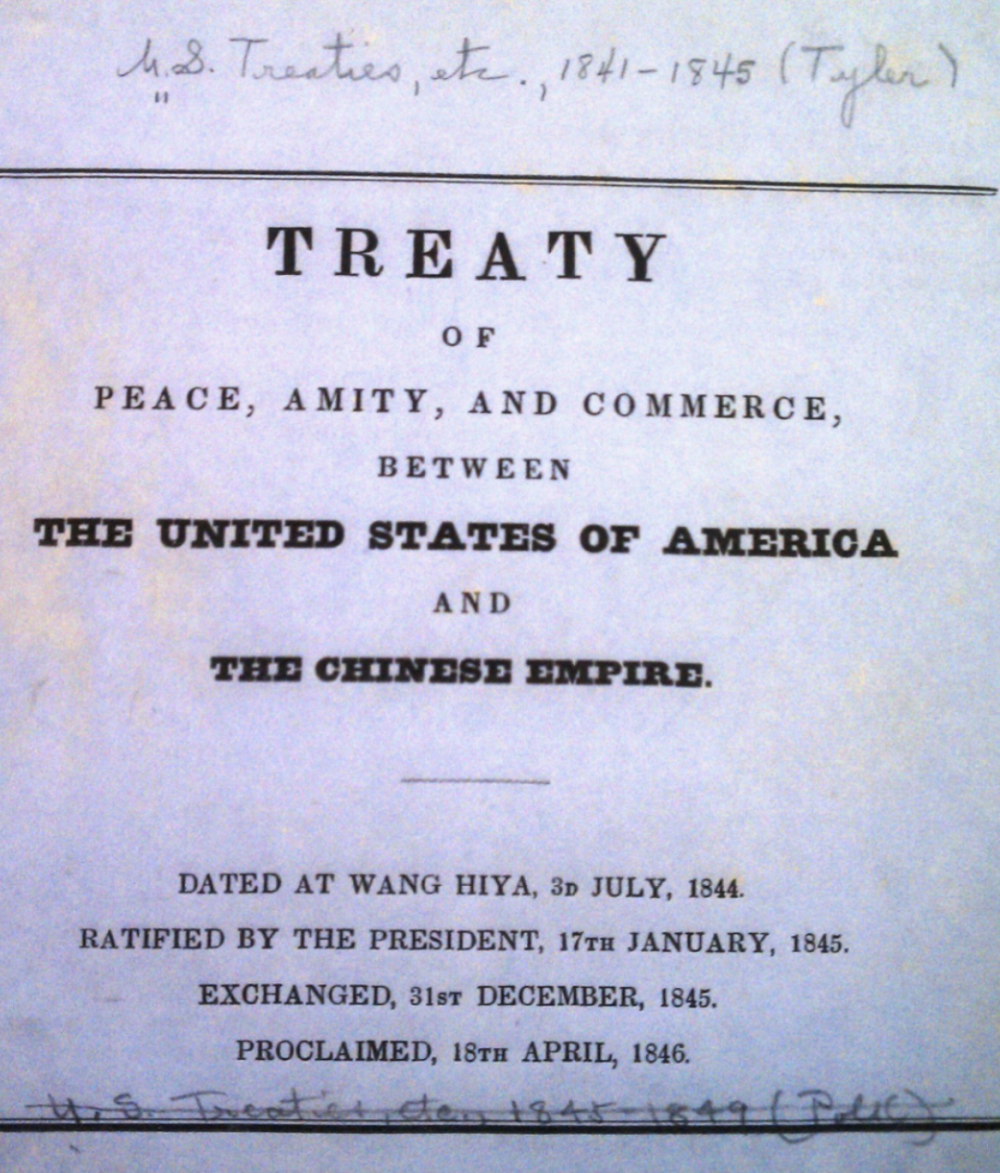 U.S. Treaties, etc., 1841-1845 (Tyler)
"
TREATY
OF
PEACE, AMITY, AND COMMERCE,
BETWEEN
THE UNITED STATES OF AMERICA
AND
THE CHINESE EMPIRE.
DATED AT WANG HIYA, 3D JULY, 1844.
RATIFIED BY THE PRESIDENT, 17TH JANUARY, 1845.
EXCHANGED, 31ST DECEMBER, 1845.
PROCLAIMED, 18TH APRIL, 1846.
U.S. Treaties, etc., 1845-1849 (Polk)